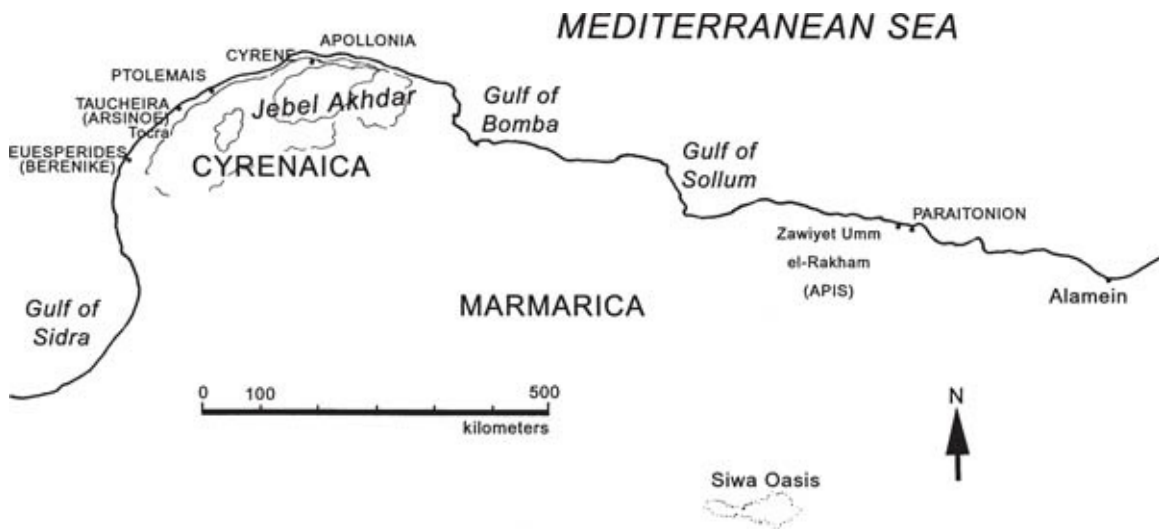 MEDITERRANEAN SEA
APOLLONIA
CYRENE
PTOLEMAIS
Jebel Akhdar
TAUCHEIRA
(ARSINOE)
Tocra
EUESPERIDES
(BERENIKE)
CYRENAICA
Gulf of
Bomba
Gulf of
Sollum
PARAITONION
Zawiyet Umm
el-Rakham
(APIS)
Alamein
Gulf of
Sidra
MARMARICA
0 100 500
kilometers
N
Siwa Oasis